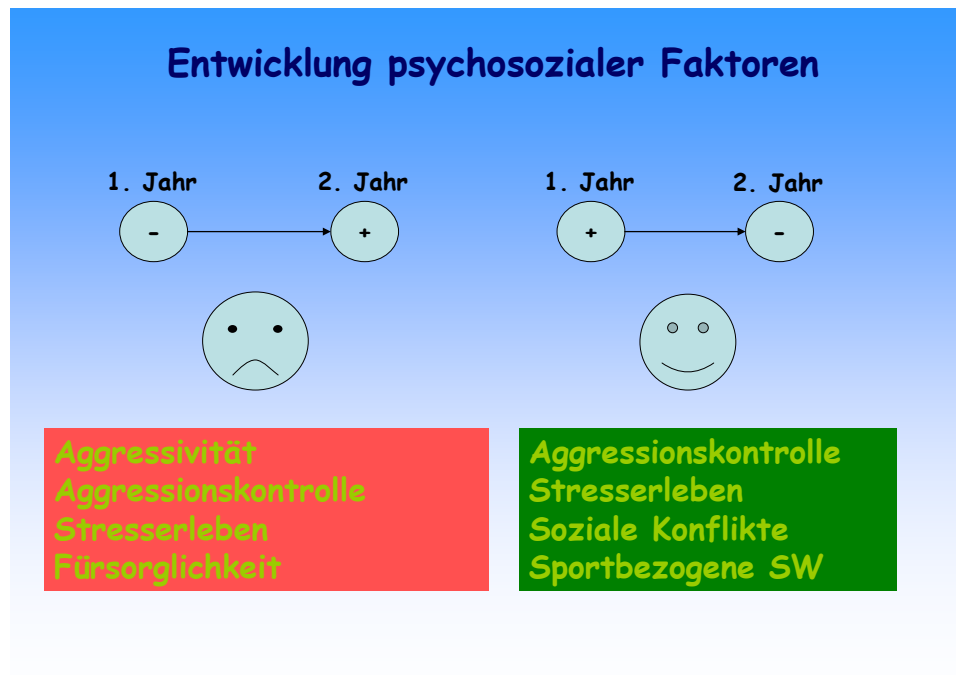 Entwicklung psychosozialer Faktoren
1. Jahr 2. Jahr
- +
1. Jahr 2. Jahr
+ -
Aggressivität
Aggressionskontrolle
Stresserleben
Fürsorglichkeit
Aggressionskontrolle
Stresserleben
Soziale Konflikte
Sportbezogene SW